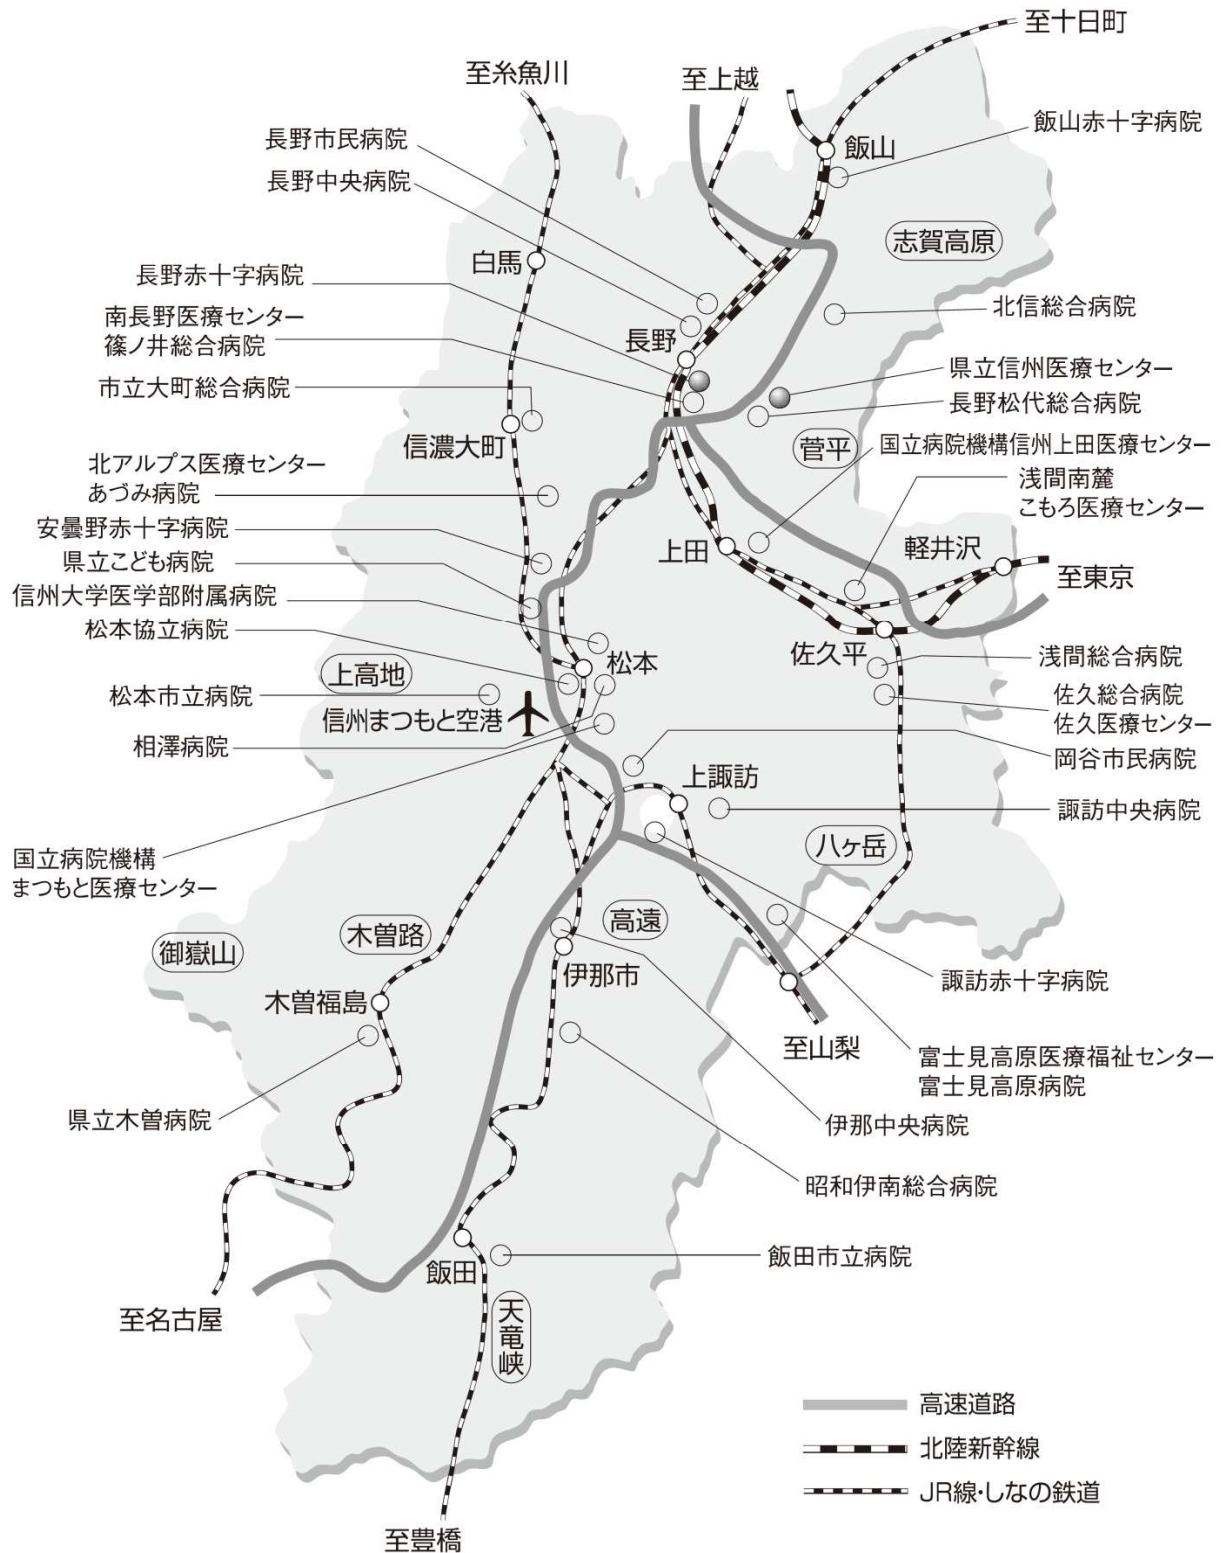 至十日町
至糸魚川
至上越
飯山赤十字病院
長野市民病院
飯山
長野中央病院
志賀高原
白馬
長野赤十字病院
北信総合病院
南長野医療センター
篠ノ井総合病院
長野
県立信州医療センター
市立大町総合病院
長野松代総合病院
信濃大町
菅平
国立病院機構信州上田医療センター
北アルプス医療センター
あづみ病院
浅間南麓
こもろ医療センター
安曇野赤十字病院
上田
軽井沢
県立こども病院
至東京
信州大学医学部附属病院
松本協立病院
佐久平
浅間総合病院
松本
上高地
松本市立病院
佐久総合病院
佐久医療センター
信州まつもと空港
相澤病院
岡谷市民病院
上諏訪
諏訪中央病院
国立病院機構
まつもと医療センター
八ヶ岳
高遠
木曽路
御嶽山
伊那市
諏訪赤十字病院
木曽福島
至山梨
富士見高原医療福祉センター
富士見高原病院
県立木曽病院
伊那中央病院
昭和伊南総合病院
飯田市立病院
飯田
至名古屋
天竜峡
高速道路
北陸新幹線
JR線・しなの鉄道
至豊橋